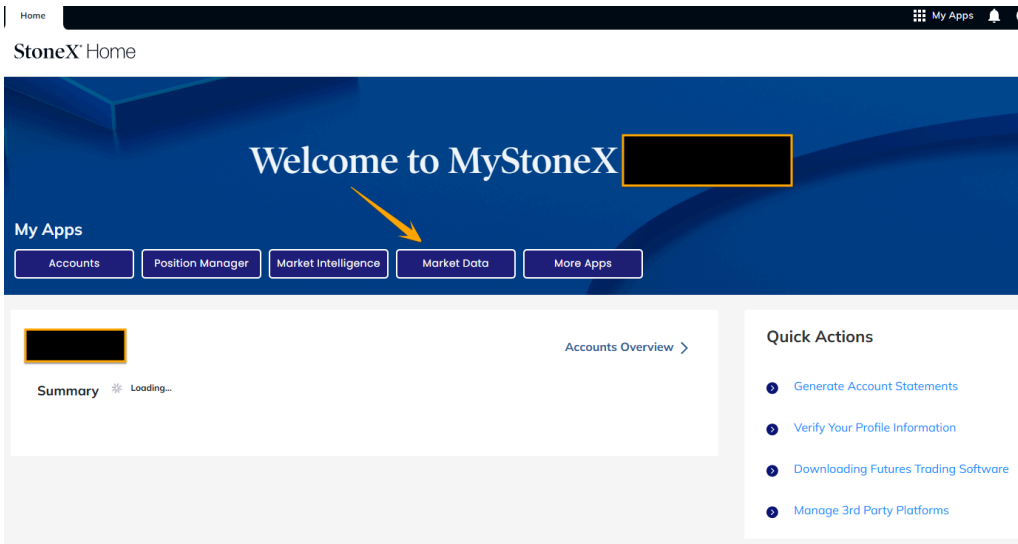 Home
My Apps
StoneX Home
Welcome to MyStoneX
My Apps
Accounts
Position Manager
Market Intelligence
Market Data
More Apps
Accounts Overview
Summary
Loading...
Quick Actions
Generate Account Statements
Verify Your Profile Information
Downloading Futures Trading Software
Manage 3rd Party Platforms